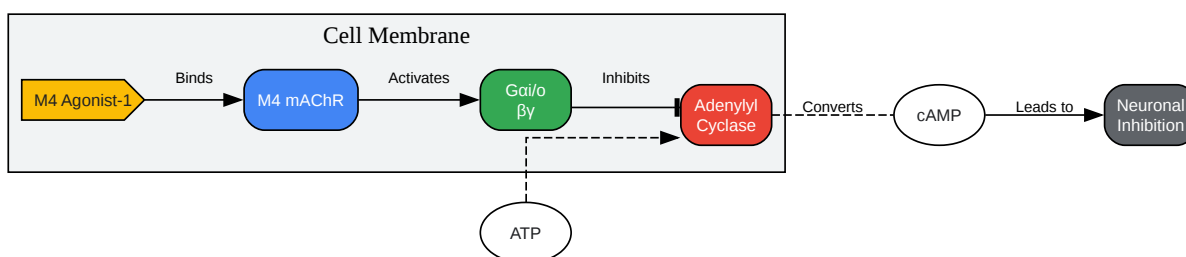 Cell Membrane
M4 Agonist-1
Binds
M4 mAChR
Activates
Gαi/o
βγ
Inhibits
Adenylyl
Cyclase
Converts
cAMP
Leads to
Neuronal
Inhibition
ATP